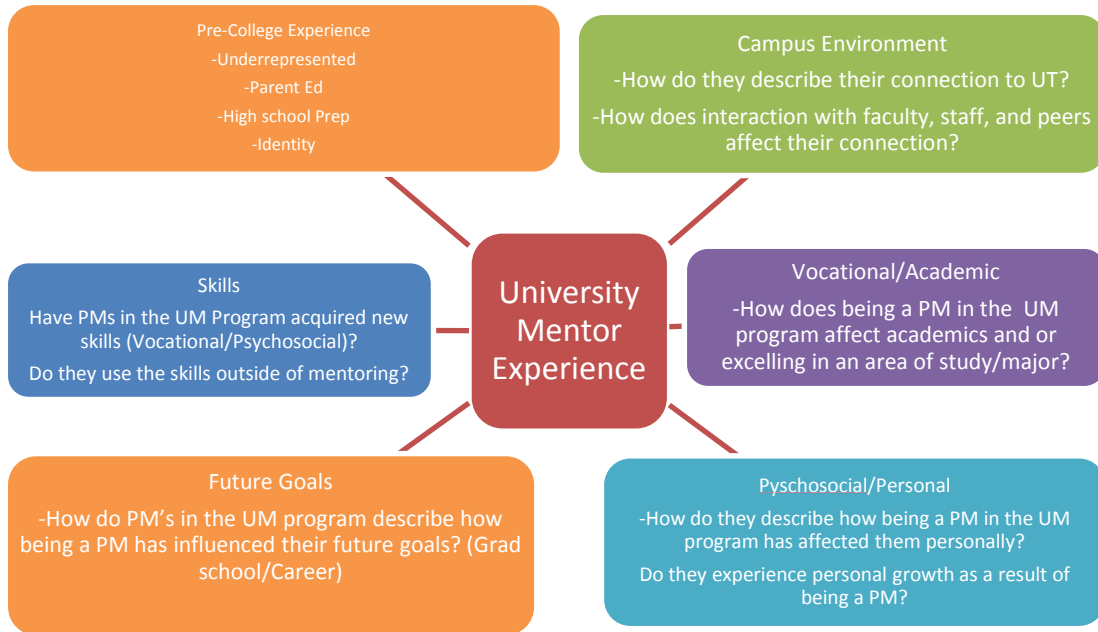 Pre-College Experience
-Underrepresented
-Parent Ed
-High school Prep
-Identity
Campus Environment
-How do they describe their connection to UT?
-How does interaction with faculty, staff, and peers
affect their connection?
Skills
Have PMs in the UM Program acquired new
skills (Vocational/Psychosocial)?
Do they use the skills outside of mentoring?
University
Mentor
Experience
Vocational/Academic
-How does being a PM in the  UM
program affect academics and or
excelling in an area of study/major?
Future Goals
-How do PM’s in the UM program describe how
being a PM has influenced their future goals? (Grad
school/Career)
Pyschosocial/Personal
-How do they describe how being a PM in the UM
program has affected them personally?
Do they experience personal growth as a result of
being a PM?